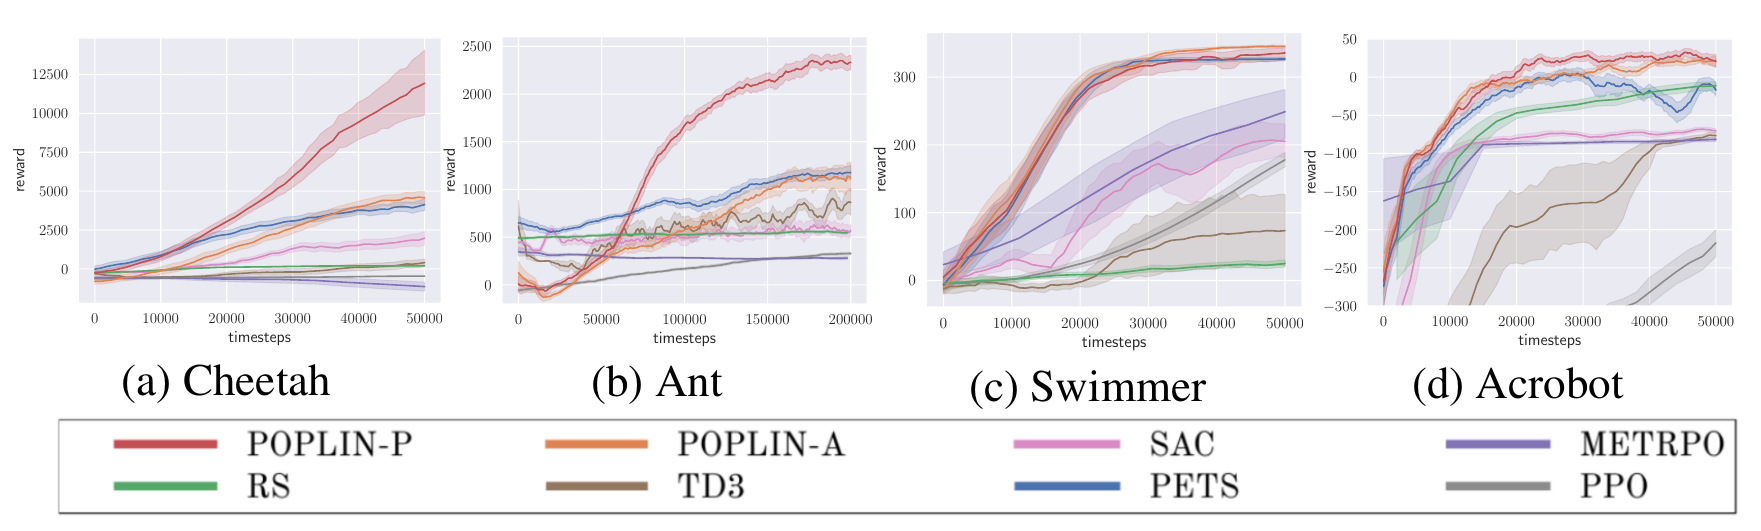 12500
10000
7500
5000
2500
0
reward
0 10000 20000 30000 40000 50000
timesteps
(a) Cheetah
2500
2000
1500
1000
500
0
reward
0 50000 100000 150000 200000
timesteps
(b) Ant
300
200
100
0
reward
0 10000 20000 30000 40000 50000
timesteps
(c) Swimmer
50
0
−50
−100
−150
−200
−250
−300
reward
0 10000 20000 30000 40000 50000
timesteps
(d) Acrobot
POPLIN-P POPLIN-A SAC METRPO
RS TD3 PETS PPO